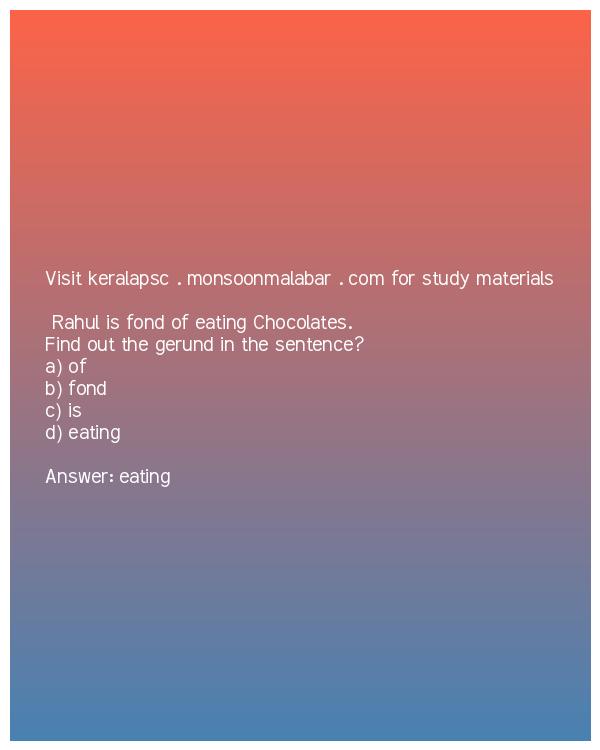 Visit keralapsc . monsoonmalabar . com for study materials
Rahul is fond of eating Chocolates.
Find out the gerund in the sentence?
a) of
b) fond
c) is
d) eating
Answer: eating